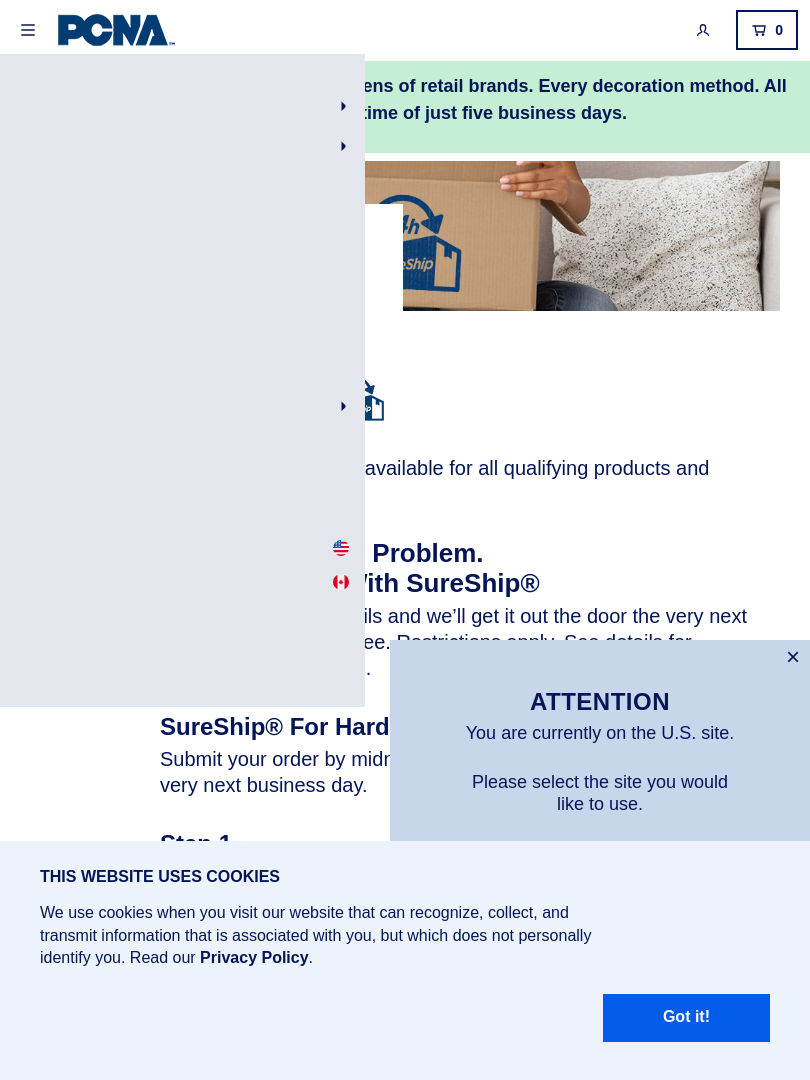 PCNA
0
ens of retail brands. Every decoration method. All
time of just five business days.
available for all qualifying products and
Problem.
With SureShip®
ils and we’ll get it out the door the very next
ee. Restrictions apply. See details for
.
ATTENTION
You are currently on the U.S. site.
Please select the site you would
like to use.
SureShip® For Hard
Submit your order by midn
very next business day.
Step 1
THIS WEBSITE USES COOKIES
We use cookies when you visit our website that can recognize, collect, and
transmit information that is associated with you, but which does not personally
identify you. Read our Privacy Policy.
Got it!